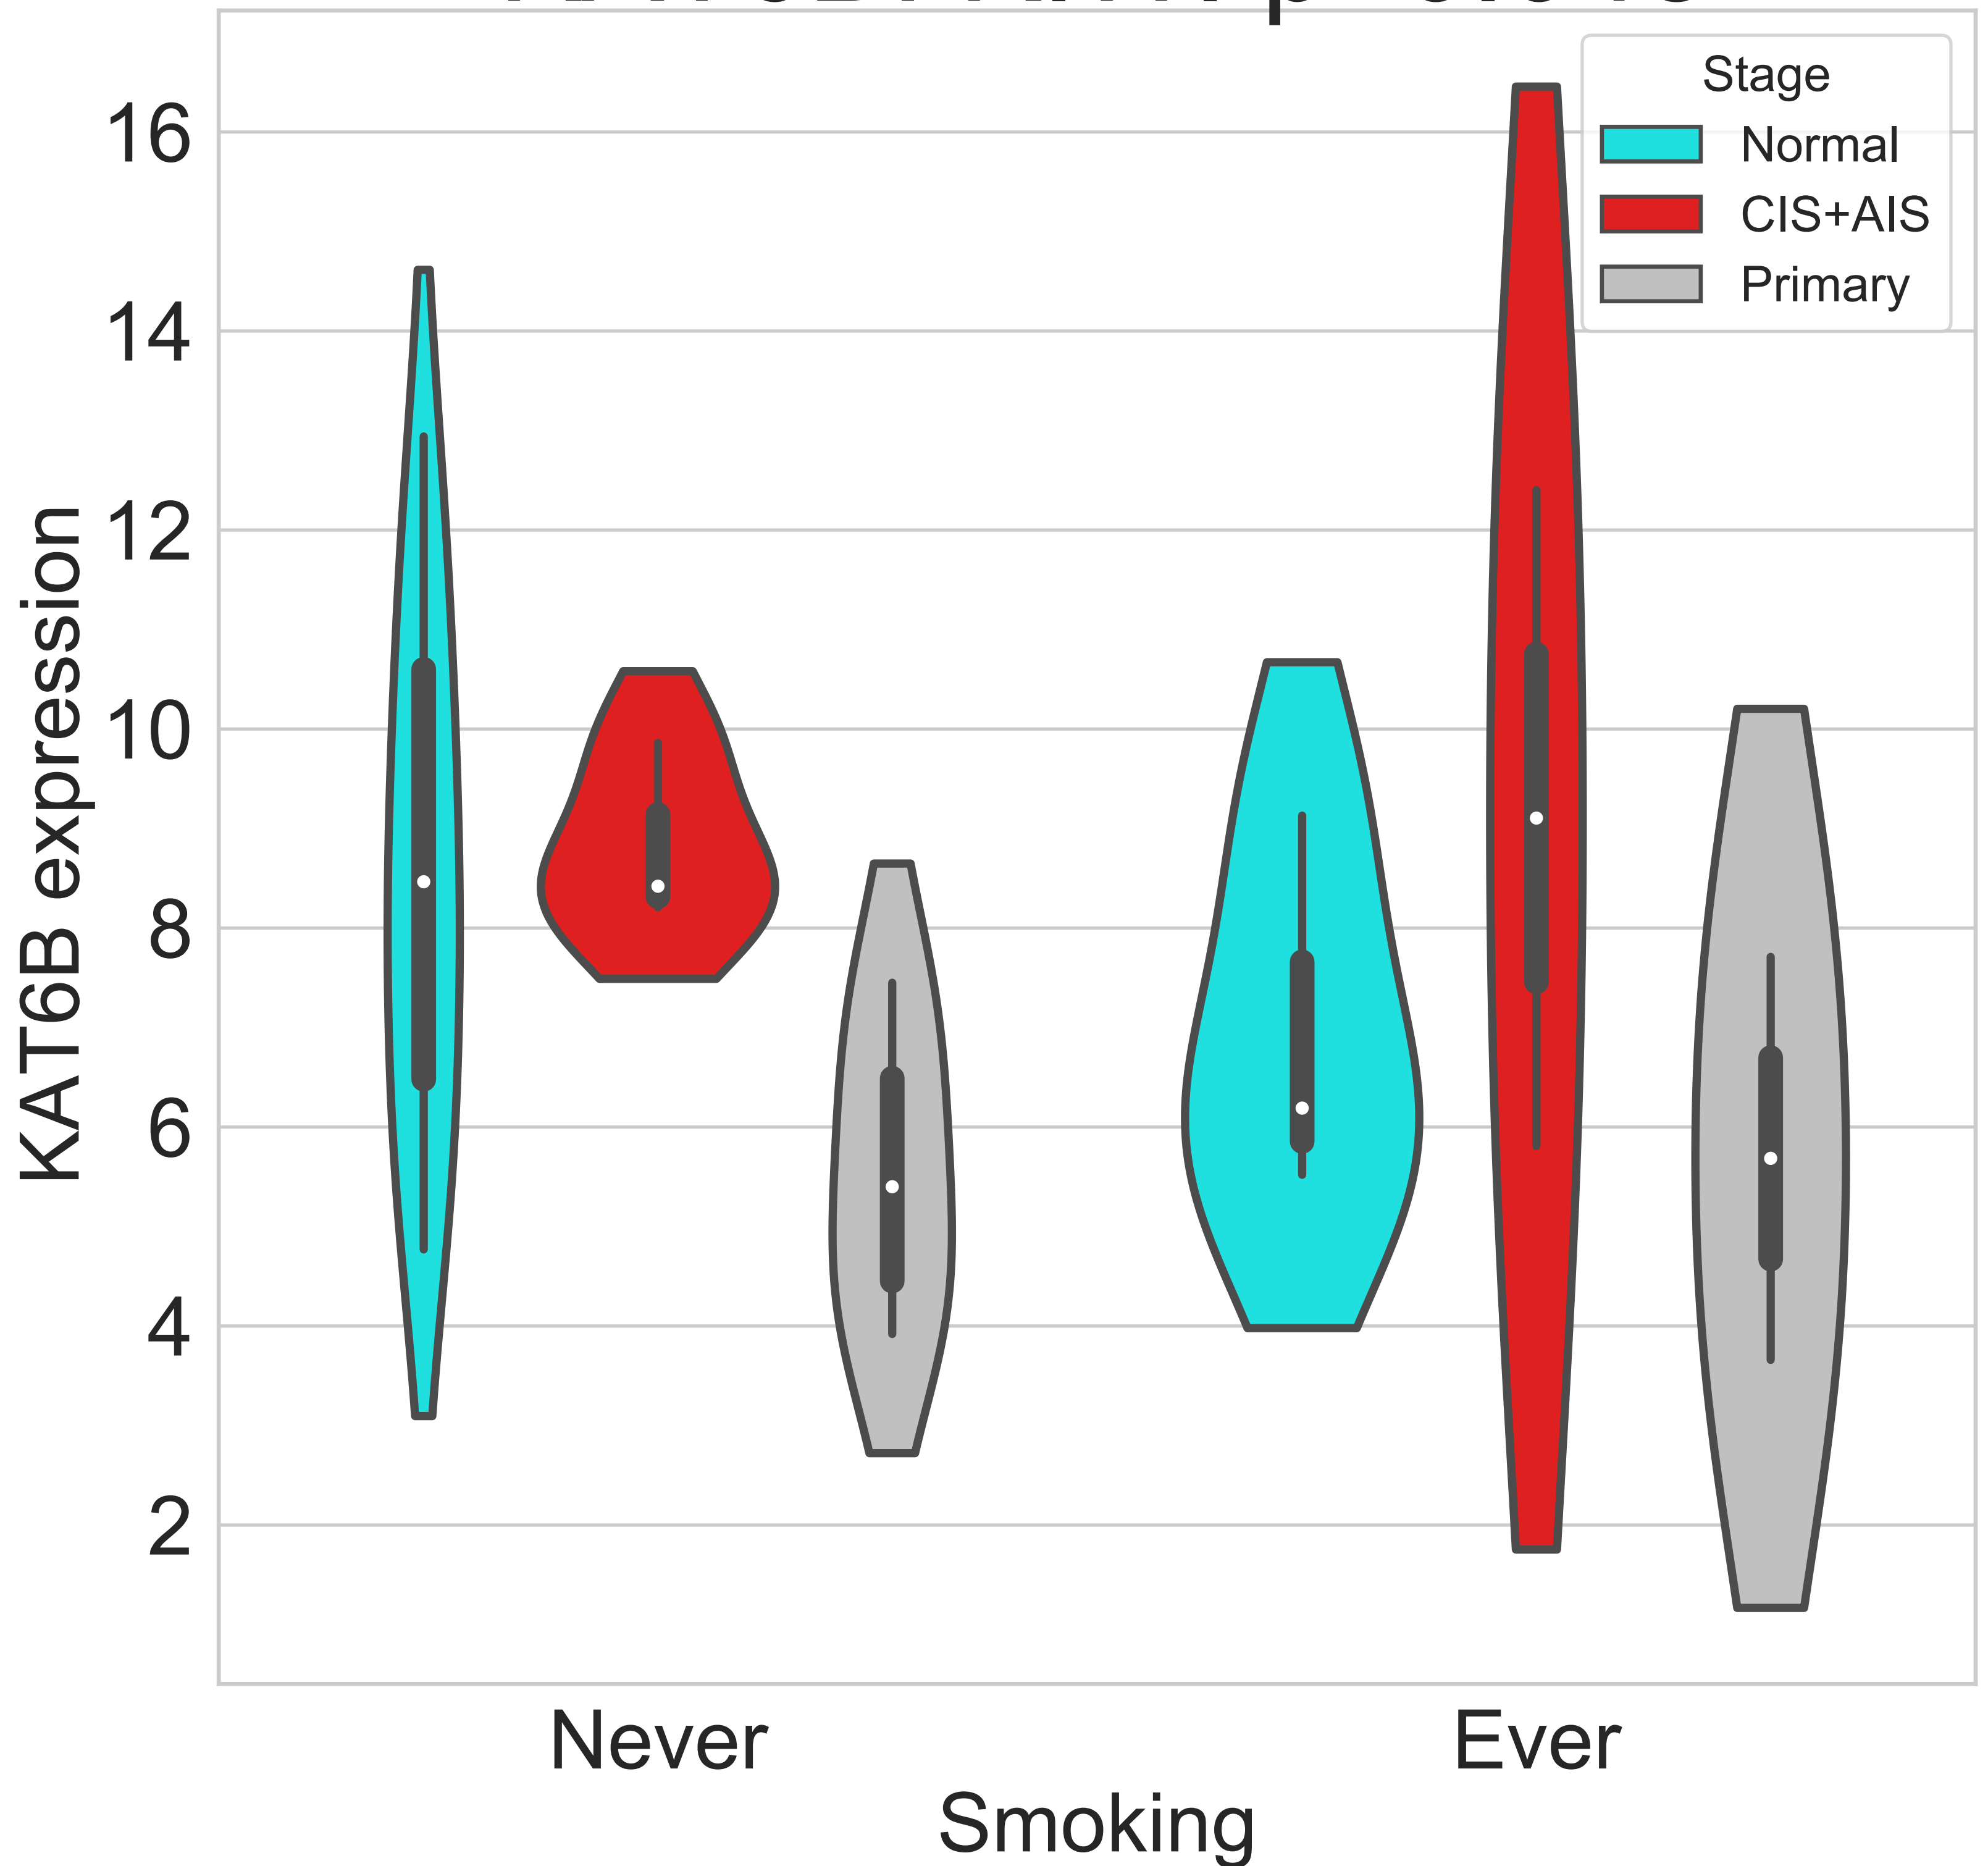 Stage
Normal
CIS+AIS
Primary
16
14
12
10
8
6
4
2
KAT6B expression
Never Ever
Smoking